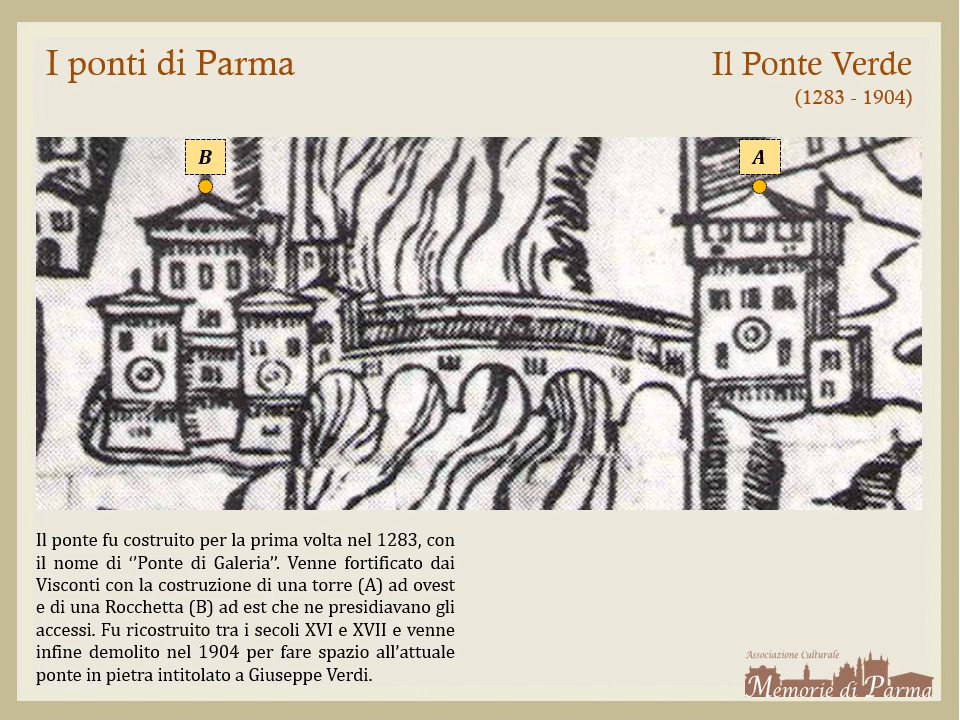 I ponti di Parma
Il Ponte Verde
(1283 - 1904)
B
A
Il ponte fu costruito per la prima volta nel 1283, con
il nome di ‘’Ponte di Galeria’’. Venne fortificato dai
Visconti con la costruzione di una torre (A) ad ovest
e di una Rocchetta (B) ad est che ne presidiavano gli
accessi. Fu ricostruito tra i secoli XVI e XVII e venne
infine demolito nel 1904 per fare spazio all’attuale
ponte in pietra intitolato a Giuseppe Verdi.
Associazione Culturale
Memorie di Parma